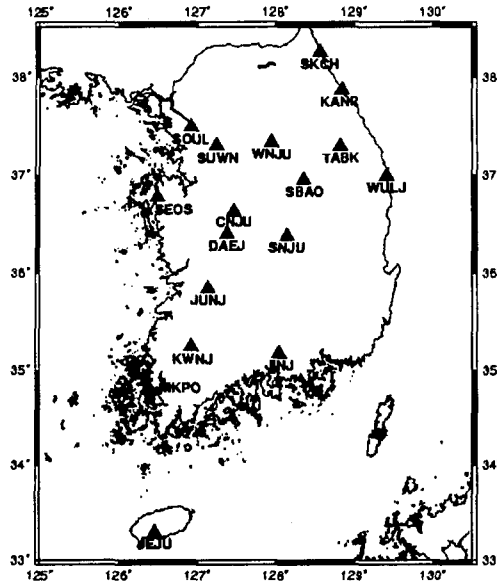 125° 126° 127° 128° 129° 130°
38° 38
SKCH
KANR
SOUL
SUWN WNJU TABK
37° 37
SBAO WULJ
SEOS
CNJU
DAEJ SNJU
36° 36
JUNJ
KWNJ JINJ
35° 35
MKPO
34° 34
JEJU
33° 33
125° 126° 127° 128° 129° 130°